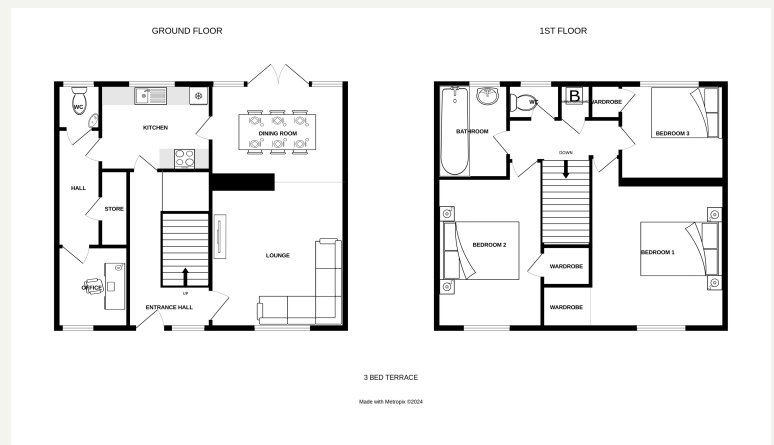 GROUND FLOOR
1ST FLOOR
WC
KITCHEN
DINING ROOM
HALL
STORE
LOUNGE
OFFICE
UP
ENTRANCE HALL
WC
B
WARDROBE
BATHROOM
BEDROOM 3
DOWN
BEDROOM 2
BEDROOM 1
WARDROBE
WARDROBE
3 BED TERRACE
Made with Metropix ©2024